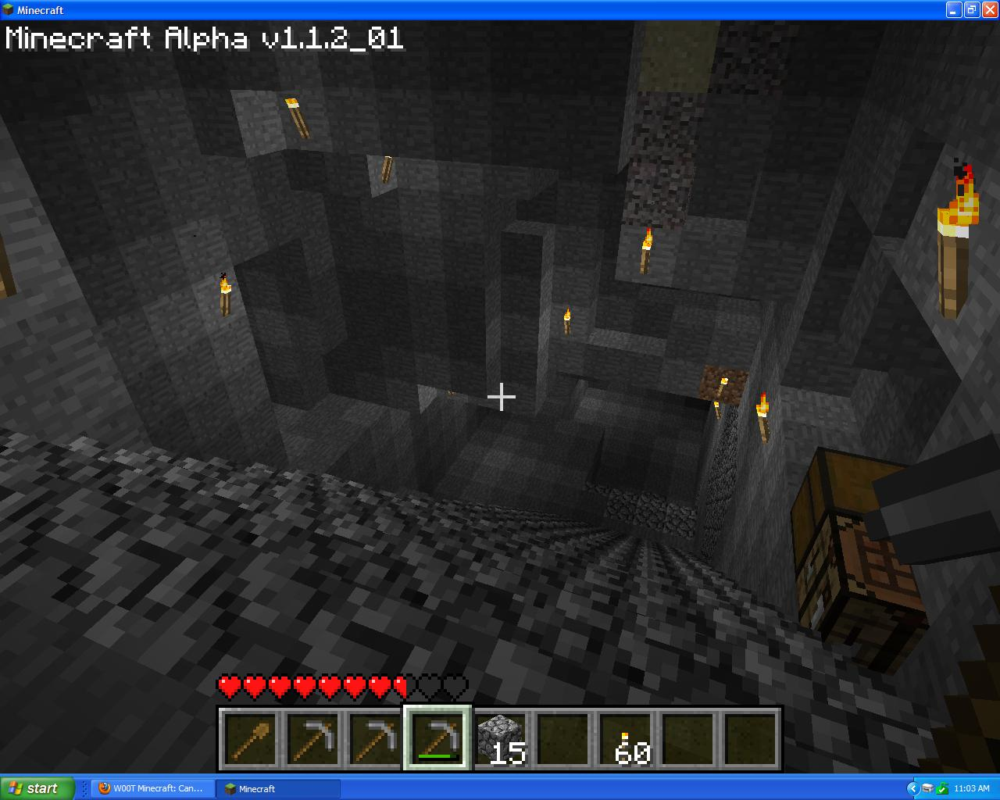 Minecraft
Minecraft Alpha v1.1.2_01
15
60
start
W00T Minecraft: Can...
Minecraft
11:03 AM